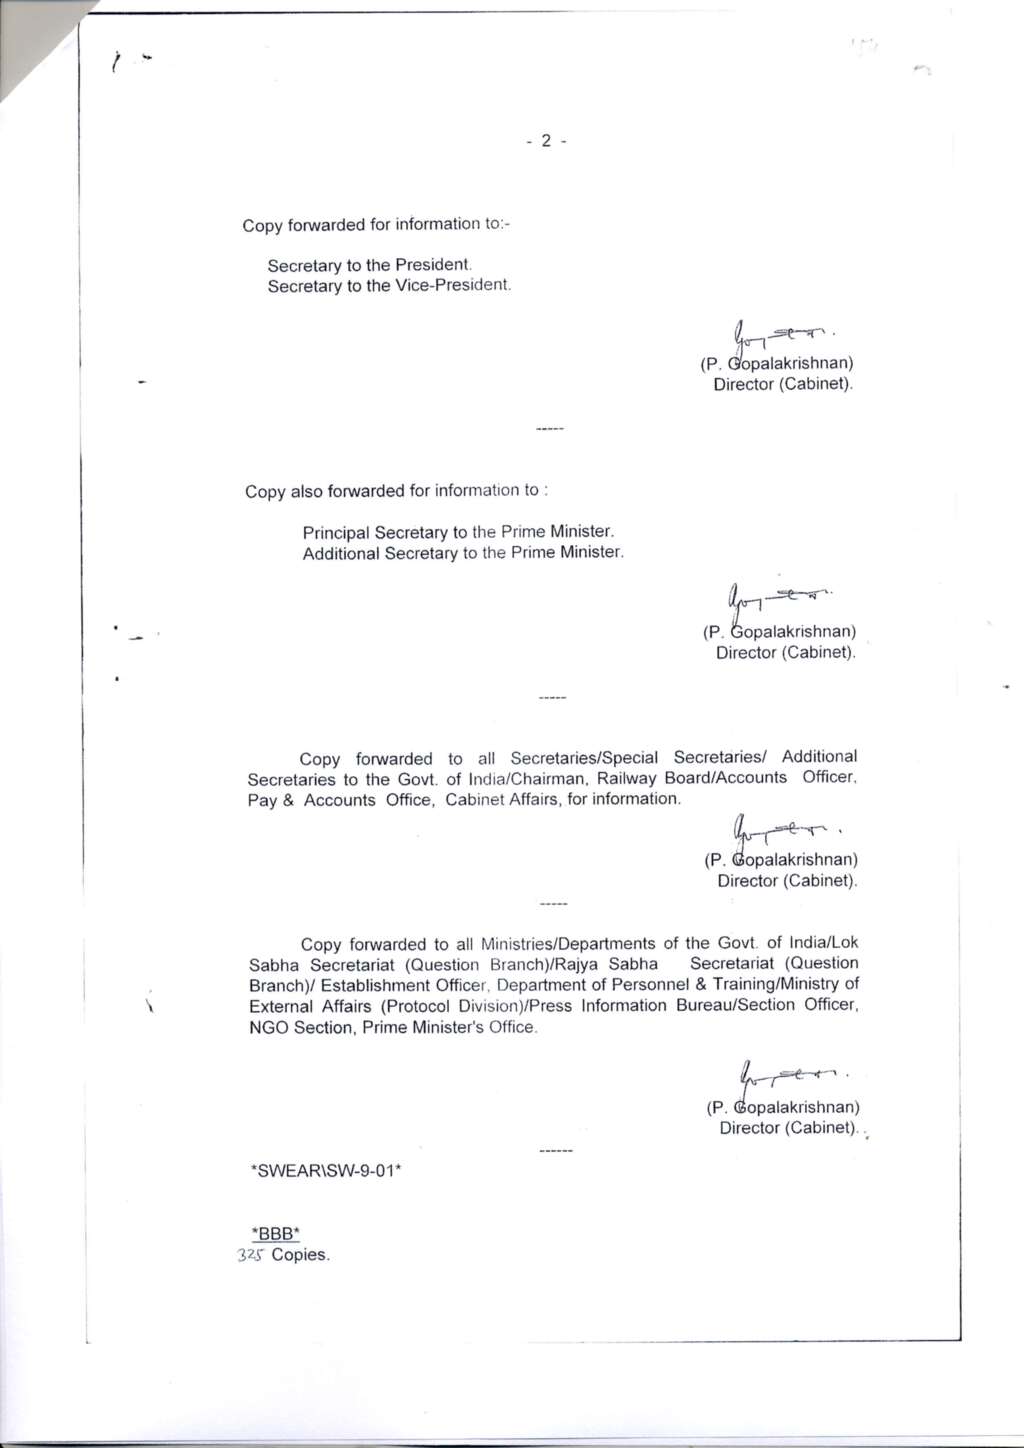 - 2 -
Copy forwarded for information to:-
Secretary to the President.
Secretary to the Vice-President.
(P. Gopalakrishnan)
Director (Cabinet).
-----
Copy also forwarded for information to :
Principal Secretary to the Prime Minister.
Additional Secretary to the Prime Minister.
(P. Gopalakrishnan)
Director (Cabinet).
-----
Copy forwarded to all Secretaries/Special Secretaries/ Additional
Secretaries to the Govt. of India/Chairman, Railway Board/Accounts Officer,
Pay & Accounts Office, Cabinet Affairs, for information.
(P. Gopalakrishnan)
Director (Cabinet).
-----
Copy forwarded to all Ministries/Departments of the Govt. of India/Lok
Sabha Secretariat (Question Branch)/Rajya Sabha Secretariat (Question
Branch)/ Establishment Officer, Department of Personnel & Training/Ministry of
External Affairs (Protocol Division)/Press Information Bureau/Section Officer,
NGO Section, Prime Minister's Office.
(P. Gopalakrishnan)
Director (Cabinet).
------
*SWEAR\SW-9-01*
*BBB*
325 Copies.